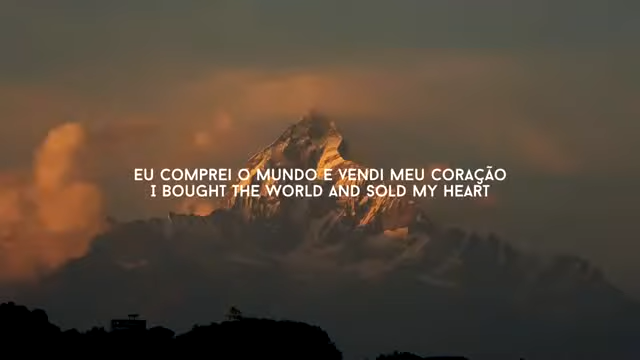 EU COMPREI O MUNDO E VENDI MEU CORAÇÃO
I BOUGHT THE WORLD AND SOLD MY HEART